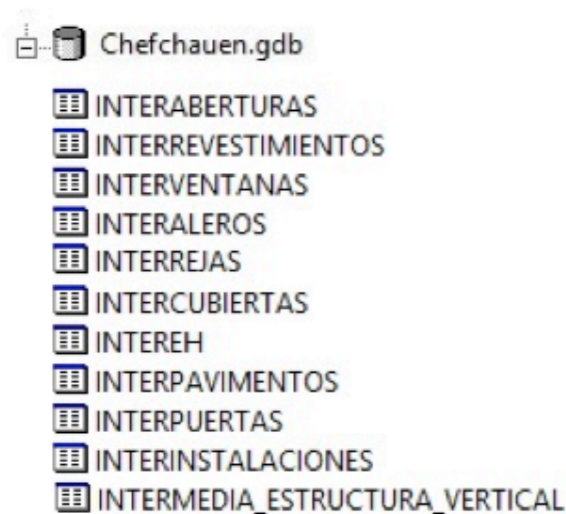 Chefchauen.gdb
INTERABERTURAS
INTERREVESTIMIENTOS
INTERVENTANAS
INTERALEROS
INTERREJAS
INTERCUBIERTAS
INTEREH
INTERPAVIMENTOS
INTERPUERTAS
INTERINSTALACIONES
INTERMEDIA_ESTRUCTURA_VERTICAL